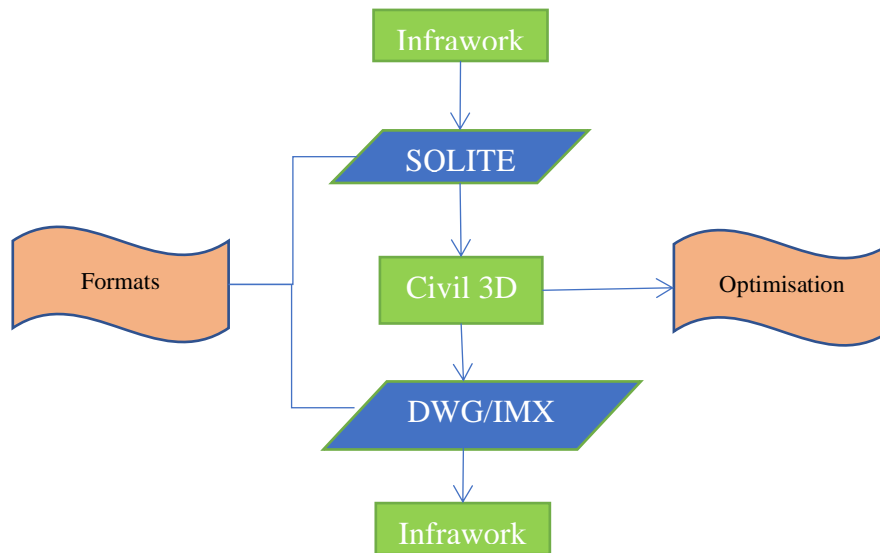 Infrawork
SOLITE
Formats
Civil 3D
Optimisation
DWG/IMX
Infrawork